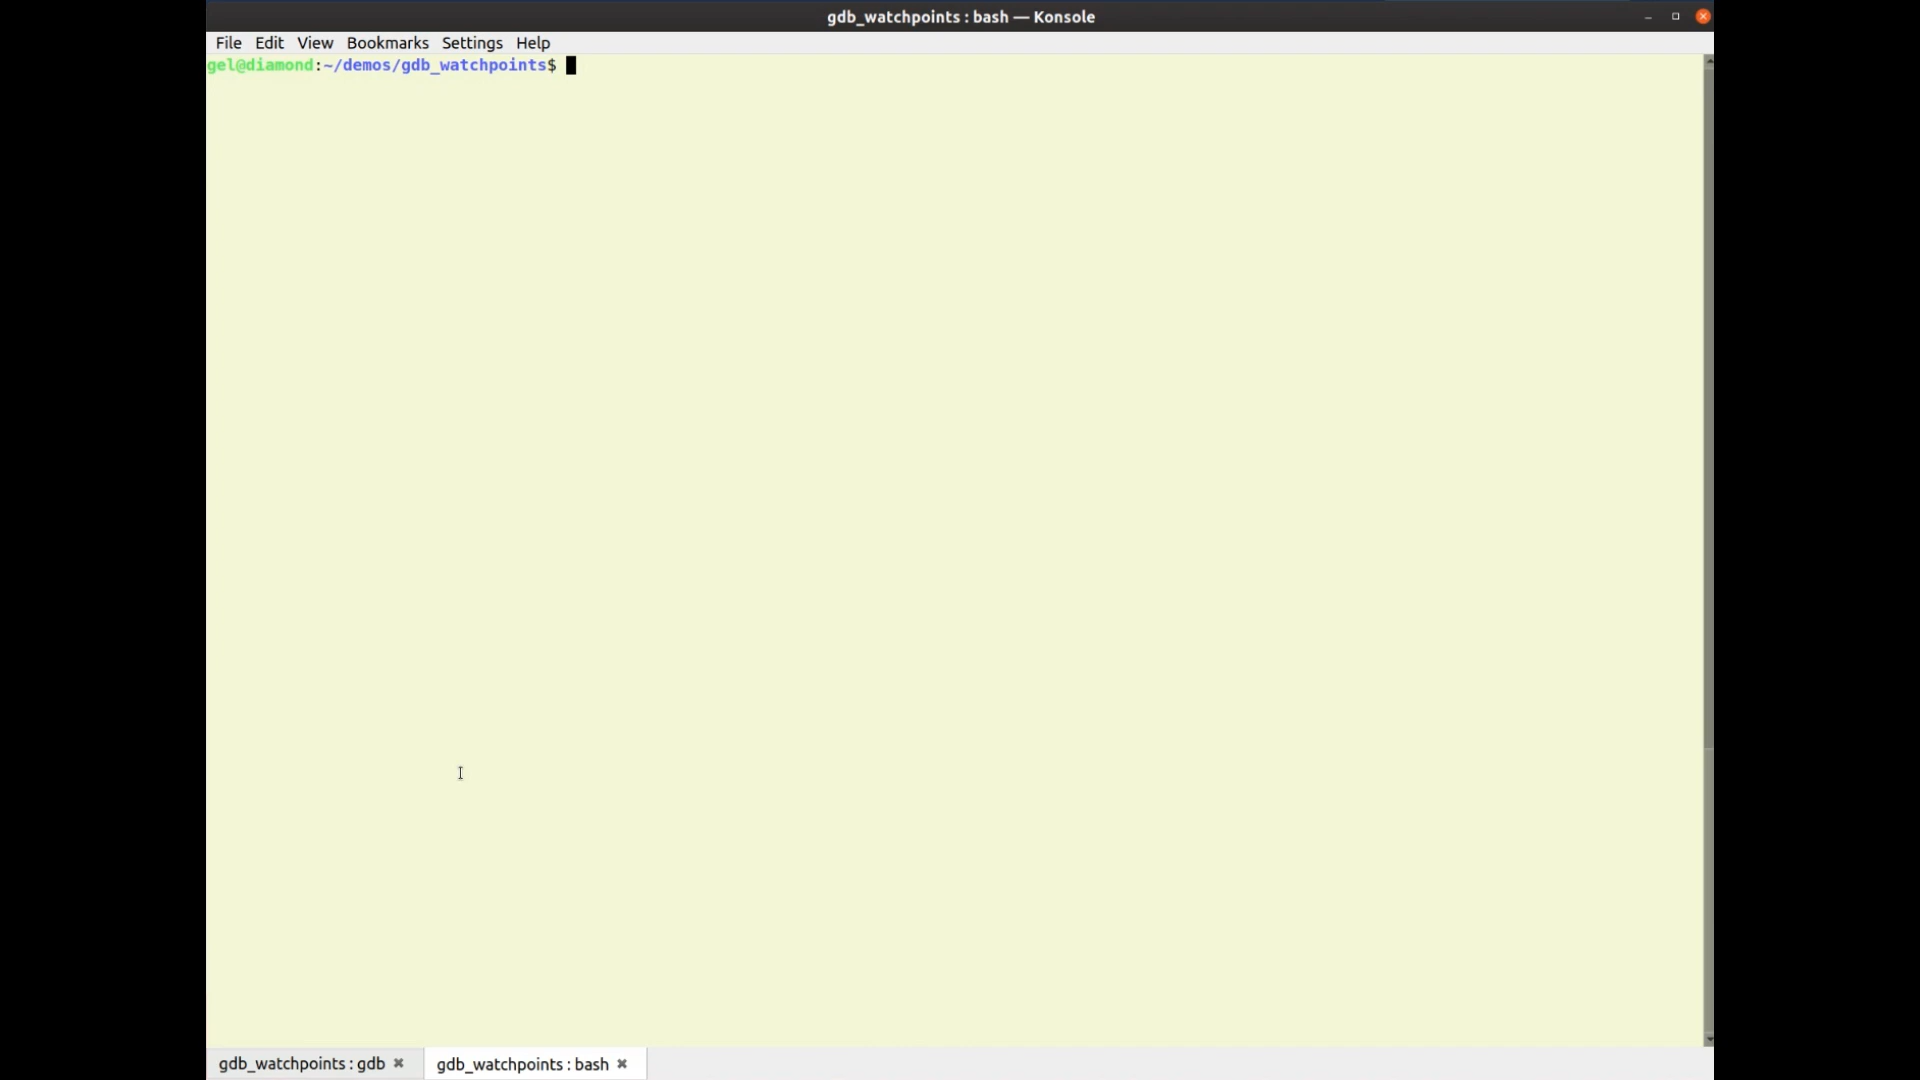 gdb_watchpoints : bash — Konsole
File Edit View Bookmarks Settings Help
gel@diamond:~/demos/gdb_watchpoints$
gdb_watchpoints : gdb gdb_watchpoints : bash